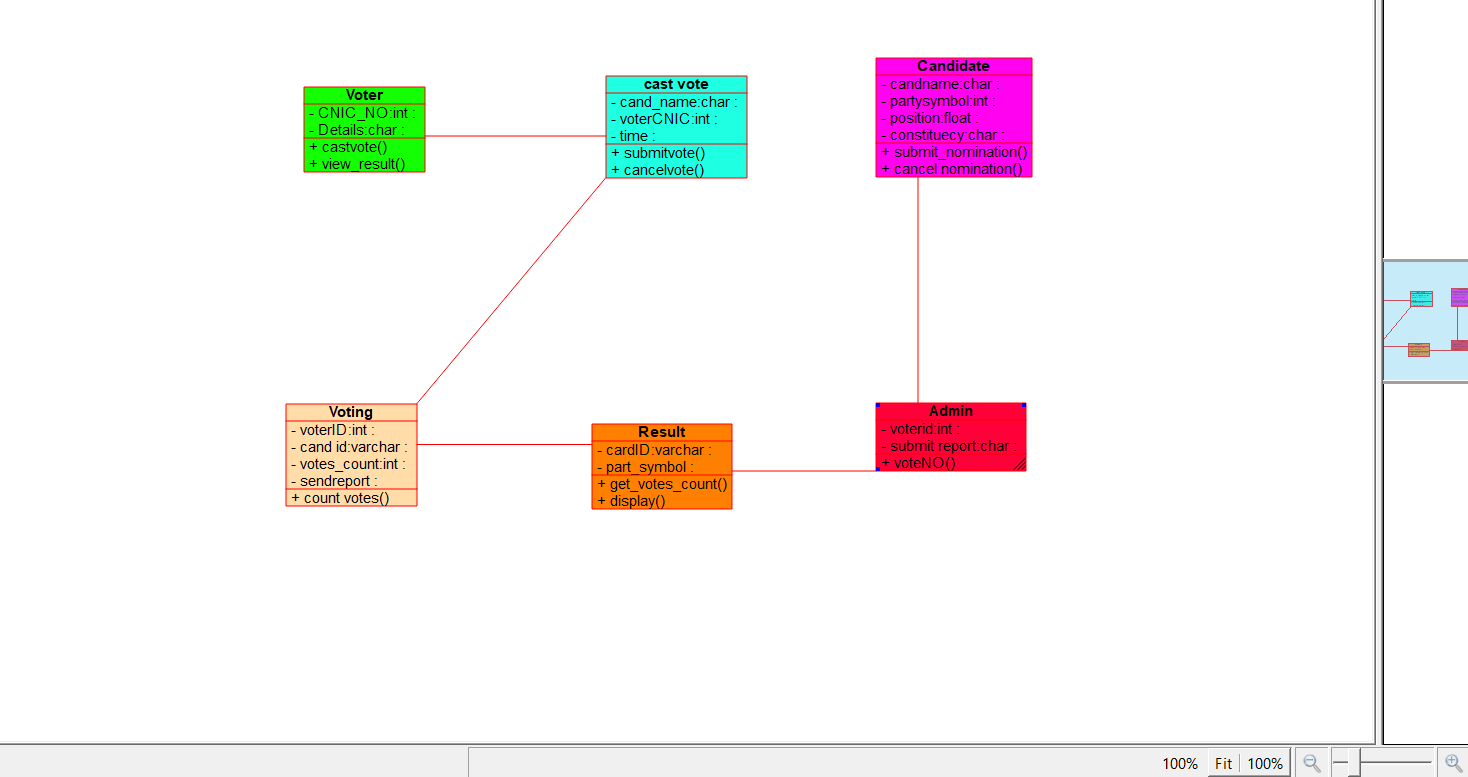 Voter
- CNIC_NO:int :
- Details:char :
+ castvote()
+ view_result()
cast vote
- cand_name:char :
- voterCNIC:int :
- time :
+ submitvote()
+ cancelvote()
Candidate
- candname:char :
- partysymbol:int :
- position:float :
- constituecy:char :
+ submit_nomination()
+ cancel nomination()
Voting
- voterID:int :
- cand id:varchar :
- votes_count:int :
- sendreport :
+ count votes()
Result
- cardID:varchar :
- part_symbol :
+ get_votes_count()
+ display()
Admin
- voterid:int :
- submit report:char :
+ voteNO()
100% Fit 100%